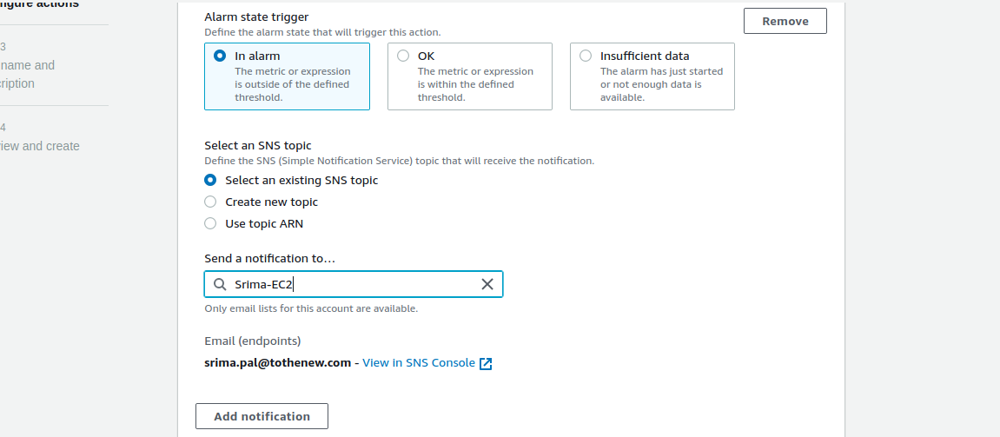 gure actions
3
name and
ription
4
iew and create
Alarm state trigger
Define the alarm state that will trigger this action.
Remove
In alarm
The metric or expression
is outside of the defined
threshold.
OK
The metric or expression
is within the defined
threshold.
Insufficient data
The alarm has just started
or not enough data is
available.
Select an SNS topic
Define the SNS (Simple Notification Service) topic that will receive the notification.
Select an existing SNS topic
Create new topic
Use topic ARN
Send a notification to…
Srima-EC2
Only email lists for this account are available.
Email (endpoints)
srima.pal@tothenew.com - View in SNS Console
Add notification